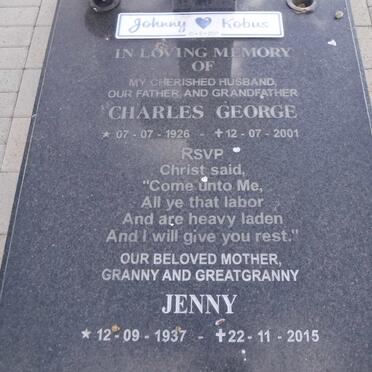 Johnny Kobus
IN LOVING MEMORY
OF
MY CHERISHED HUSBAND,
OUR FATHER AND GRANDFATHER
CHARLES GEORGE
★ 07-07-1926 - ✝12-07-2001
RSVP
Christ said,
"Come unto Me,
All ye that labor
And are heavy laden
And I will give you rest."
OUR BELOVED MOTHER,
GRANNY AND GREATGRANNY
JENNY
★ 12-09-1937 - ✝22-11-2015